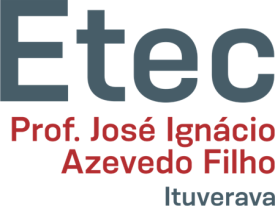 Etec
Prof. José Ignácio
Azevedo Filho
Ituverava